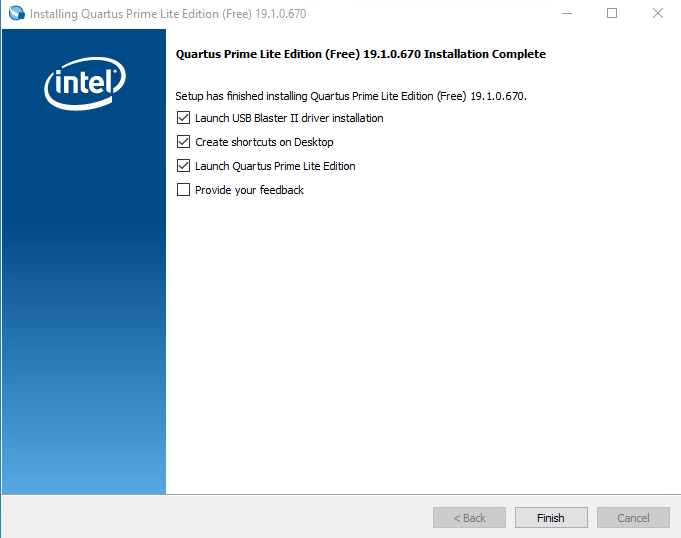 Installing Quartus Prime Lite Edition (Free) 19.1.0.670
intel
Quartus Prime Lite Edition (Free) 19.1.0.670 Installation Complete
Setup has finished installing Quartus Prime Lite Edition (Free) 19.1.0.670.
Launch USB Blaster II driver installation
Create shortcuts on Desktop
Launch Quartus Prime Lite Edition
Provide your feedback
< Back Finish Cancel